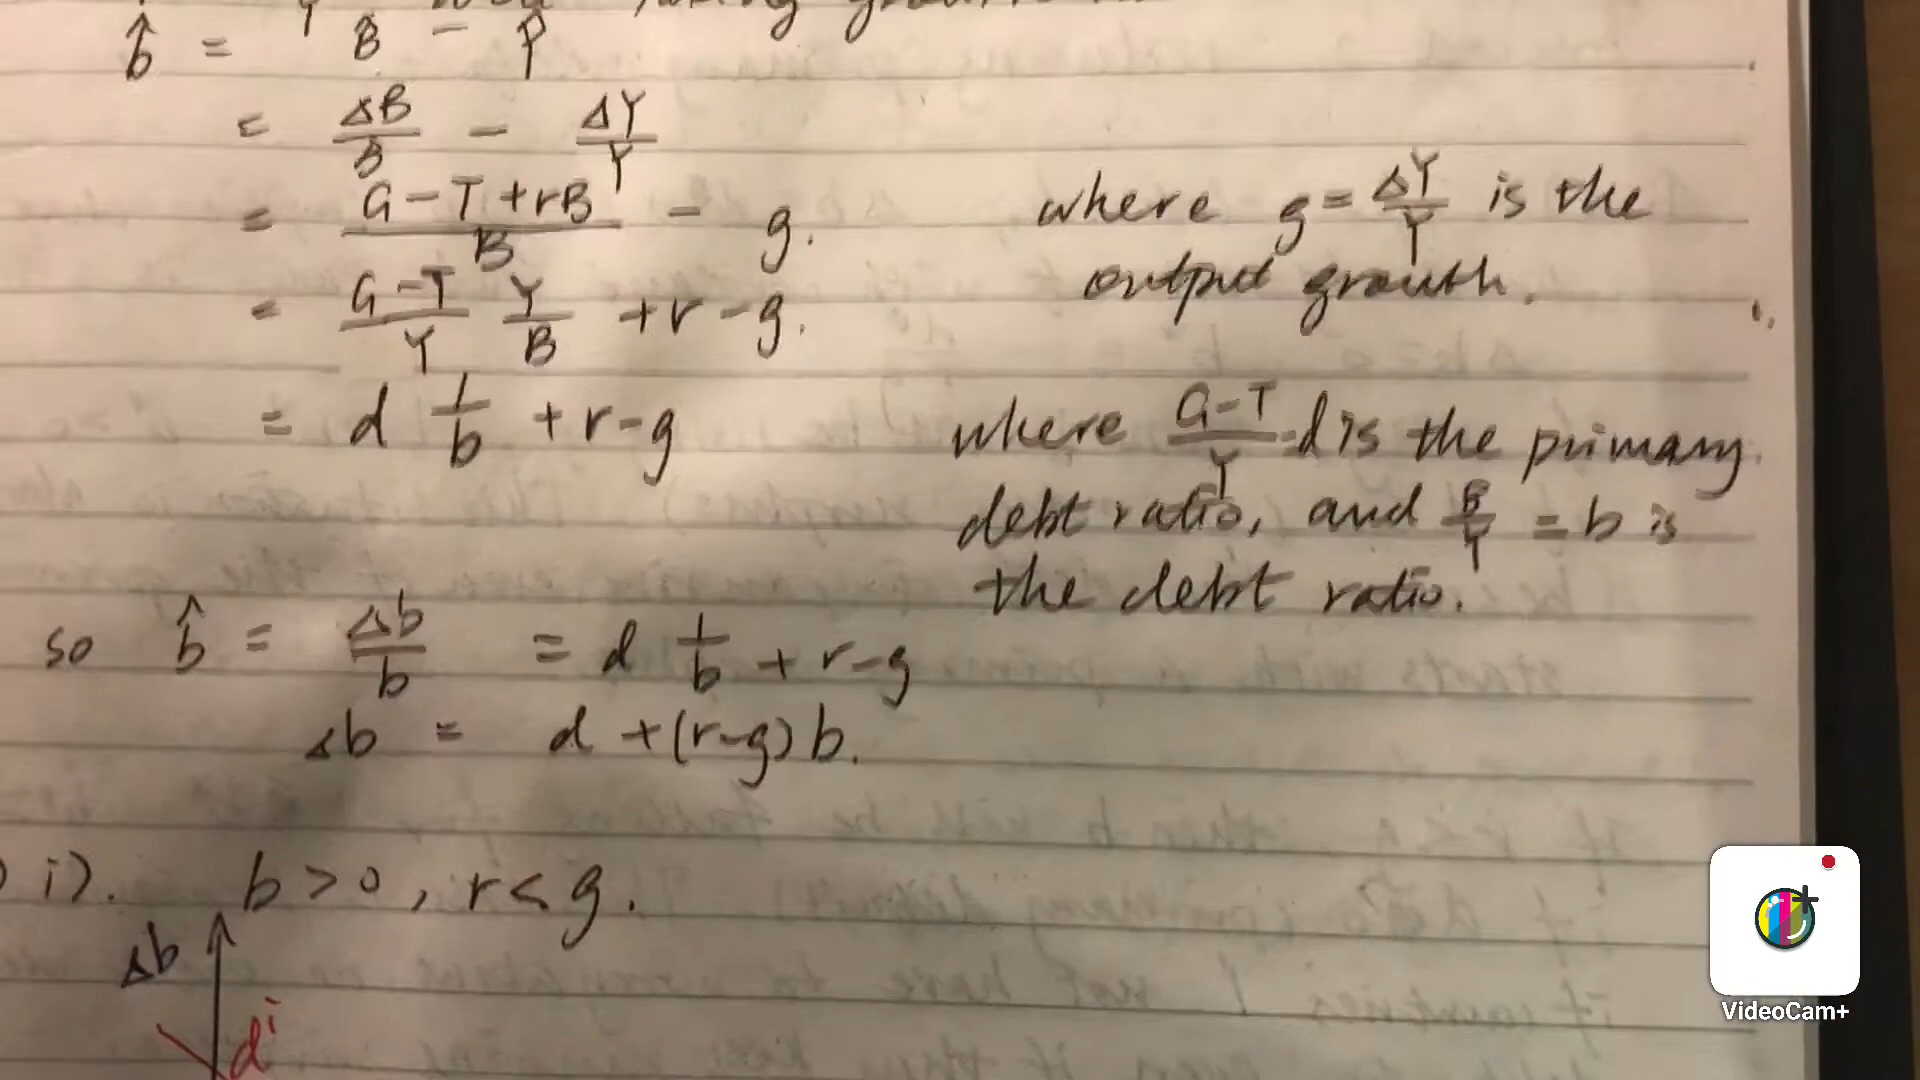 b̂ = B̂ - Ŷ
= ΔB/B - ΔY/Y
= (G-T+rB)/B - g. where g = ΔY/Y is the
output growth.
= (G-T)/Y Y/B + r-g.
= d 1/b + r-g where (G-T)/Y = d is the primary
debt ratio, and B/Y = b is
the debt ratio.
so b̂ = Δb/b = d 1/b + r-g
Δb = d + (r-g) b.
i). b > 0, r < g.
Δb
d i
VideoCam+